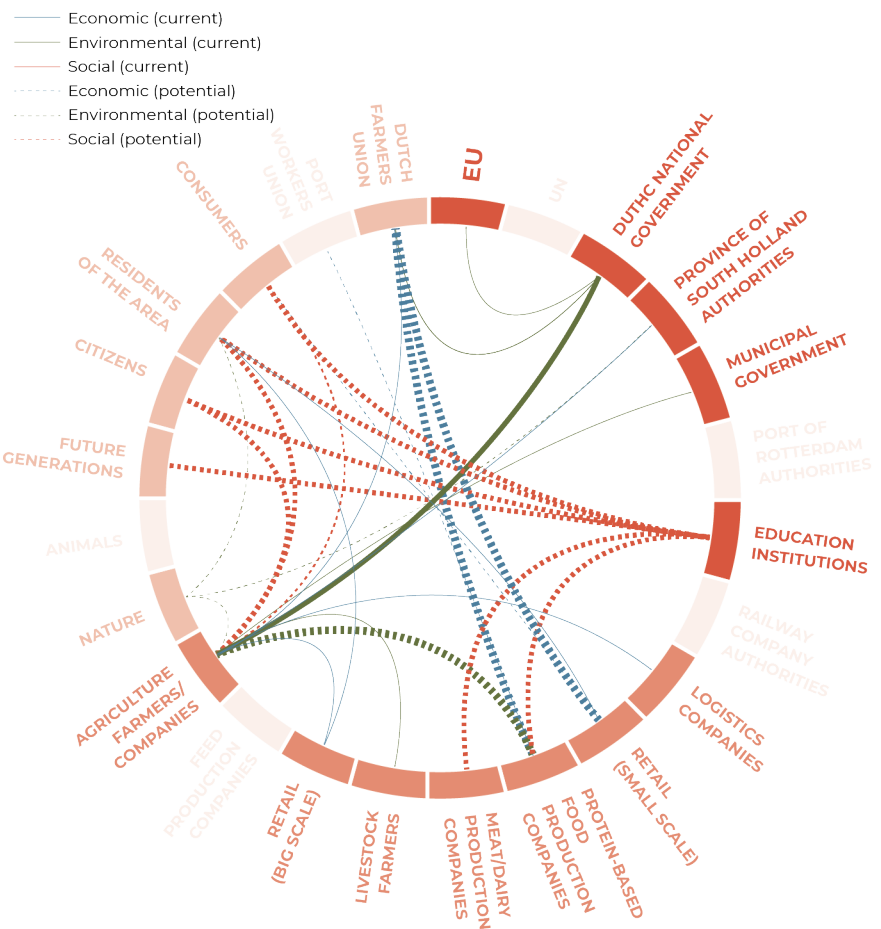 Economic (current)
Environmental (current)
Social (current)
Economic (potential)
Environmental (potential)
Social (potential)
EU
UN
DUTHC NATIONAL
GOVERNMENT
PROVINCE OF
SOUTH HOLLAND
AUTHORITIES
MUNICIPAL
GOVERNMENT
PORT OF
ROTTERDAM
AUTHORITIES
EDUCATION
INSTITUTIONS
RAILWAY
COMPANY
AUTHORITIES
LOGISTICS
COMPANIES
RETAIL
(SMALL SCALE)
PROTEIN-BASED
FOOD
PRODUCTION
COMPANIES
MEAT/DAIRY
PRODUCTION
COMPANIES
LIVESTOCK
FARMERS
RETAIL
(BIG SCALE)
FEED
PRODUCTION
COMPANIES
AGRICULTURE
FARMERS/
COMPANIES
NATURE
ANIMALS
FUTURE
GENERATIONS
CITIZENS
RESIDENTS
OF THE AREA
CONSUMERS
PORT
WORKERS
UNION
DUTCH
FARMERS
UNION